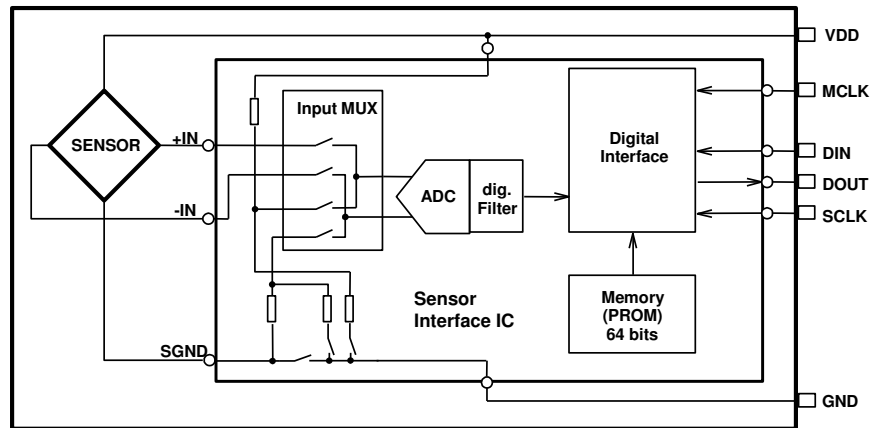 VDD
MCLK
Input MUX
+IN
SENSOR
Digital
Interface
DIN
ADC
dig.
Filter
DOUT
-IN
SCLK
Sensor
Interface IC
Memory
(PROM)
64 bits
SGND
GND